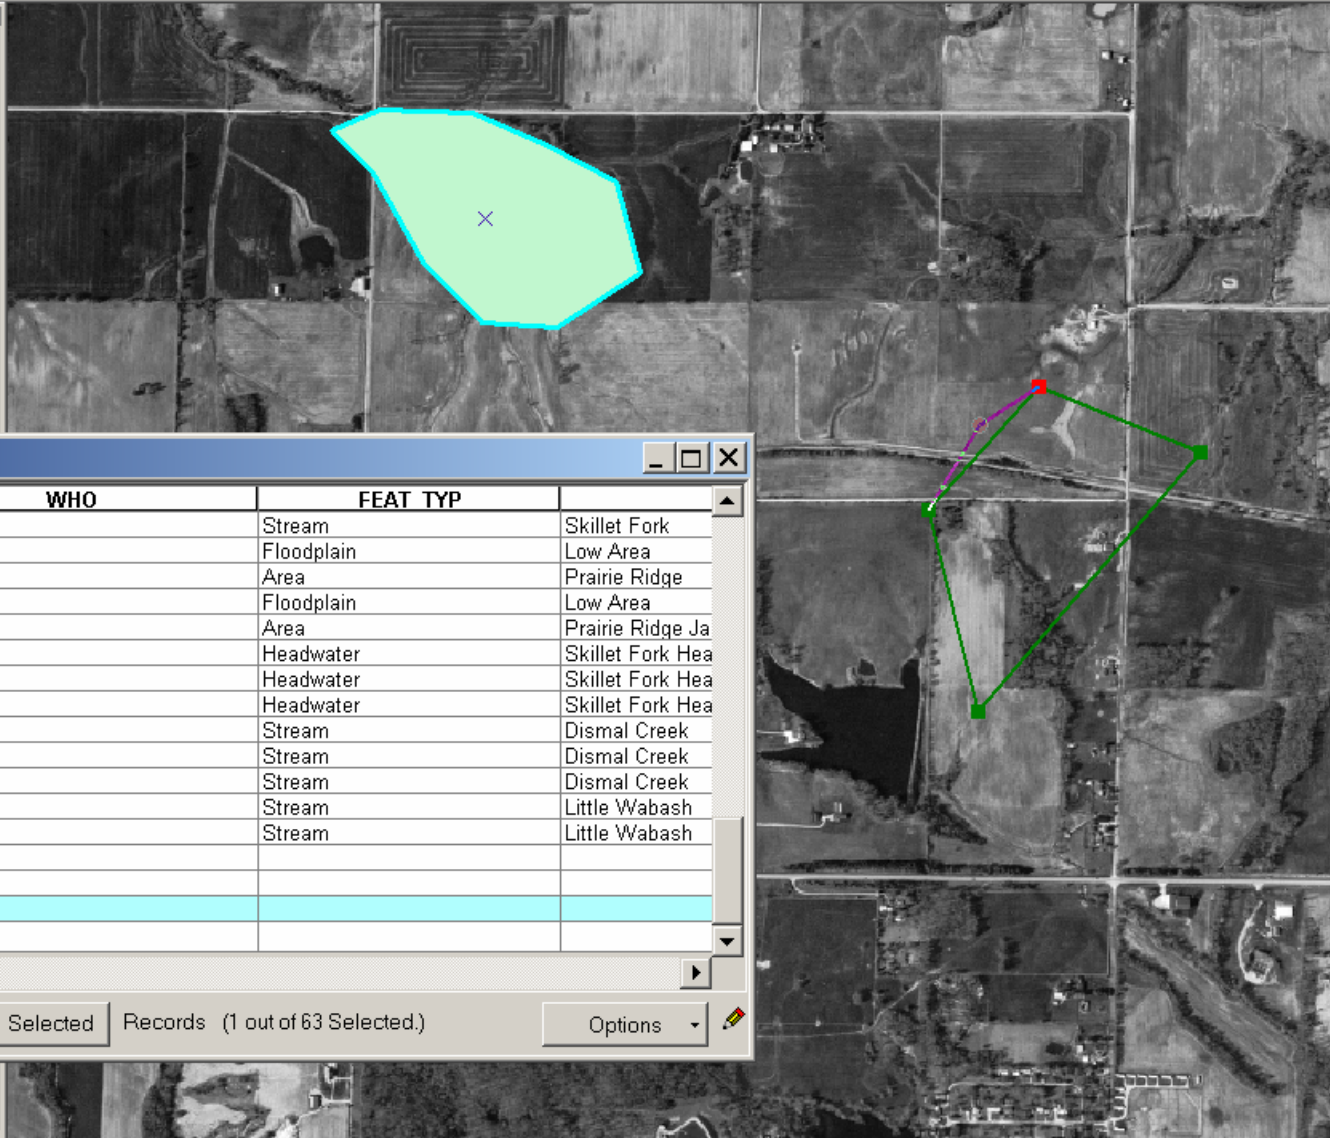 WHO FEAT_TYP
Stream Skillet Fork
Floodplain Low Area
Area Prairie Ridge
Floodplain Low Area
Area Prairie Ridge Ja
Headwater Skillet Fork Hea
Headwater Skillet Fork Hea
Headwater Skillet Fork Hea
Stream Dismal Creek
Stream Dismal Creek
Stream Dismal Creek
Stream Little Wabash
Stream Little Wabash
Selected Records (1 out of 63 Selected.) Options